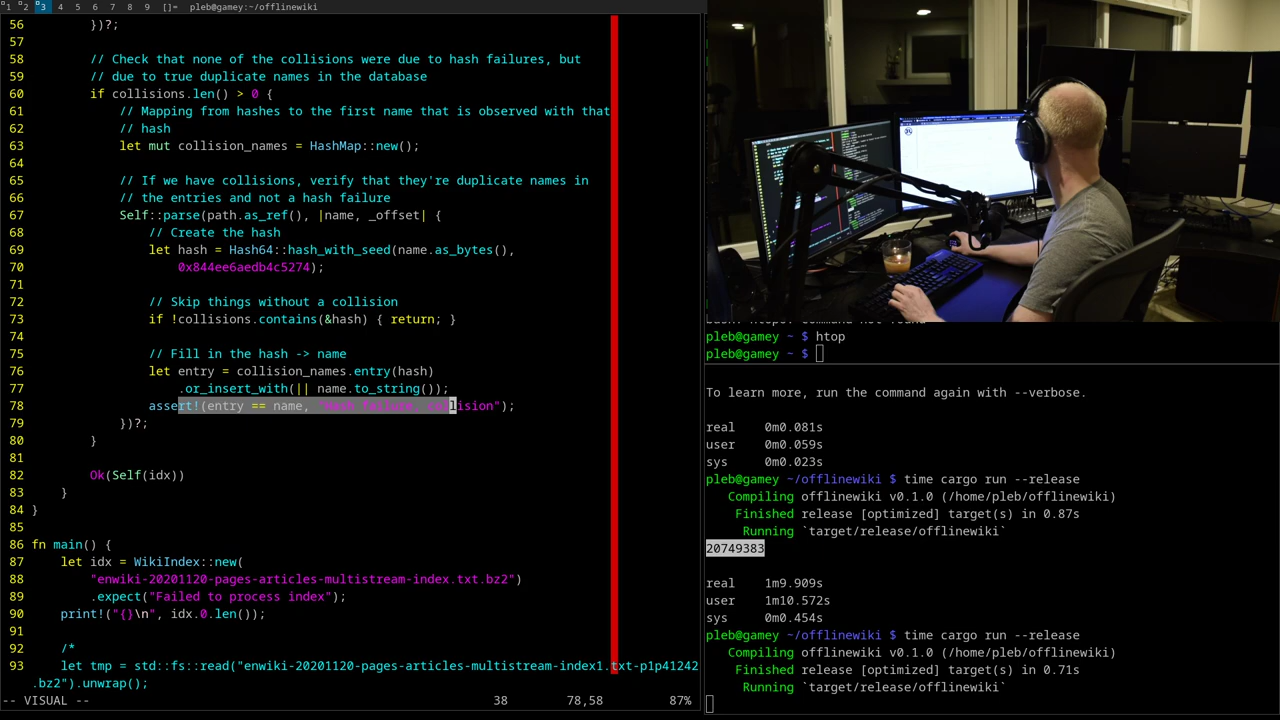 1 2 3 4 5 6 7 8 9 []= pleb@gamey:~/offlinewiki
56         })?;
57
58         // Check that none of the collisions were due to hash failures, but
59         // due to true duplicate names in the database
60         if collisions.len() > 0 {
61             // Mapping from hashes to the first name that is observed with that
62             // hash
63             let mut collision_names = HashMap::new();
64
65             // If we have collisions, verify that they're duplicate names in
66             // the entries and not a hash failure
67             Self::parse(path.as_ref(), |name, _offset| {
68                 // Create the hash
69                 let hash = Hash64::hash_with_seed(name.as_bytes(),
70                     0x844ee6aedb4c5274);
71
72                 // Skip things without a collision
73                 if !collisions.contains(&hash) { return; }
74
75                 // Fill in the hash -> name
76                 let entry = collision_names.entry(hash)
77                     .or_insert_with(|| name.to_string());
78                 assert!(entry == name, "Hash failure, collision");
79             })?;
80         }
81
82         Ok(Self(idx))
83     }
84 }
85
86 fn main() {
87     let idx = WikiIndex::new(
88         "enwiki-20201120-pages-articles-multistream-index.txt.bz2")
89         .expect("Failed to process index");
90     print!("{}\n", idx.0.len());
91
92     /*
93     let tmp = std::fs::read("enwiki-20201120-pages-articles-multistream-index1.txt-p1p41242
.bz2").unwrap();
-- VISUAL -- 38 78,58 87%
pleb@gamey ~ $ htop
pleb@gamey ~ $
To learn more, run the command again with --verbose.
real    0m0.081s
user    0m0.059s
sys     0m0.023s
pleb@gamey ~/offlinewiki $ time cargo run --release
   Compiling offlinewiki v0.1.0 (/home/pleb/offlinewiki)
    Finished release [optimized] target(s) in 0.87s
     Running `target/release/offlinewiki`
20749383
real    1m9.909s
user    1m10.572s
sys     0m0.454s
pleb@gamey ~/offlinewiki $ time cargo run --release
   Compiling offlinewiki v0.1.0 (/home/pleb/offlinewiki)
    Finished release [optimized] target(s) in 0.71s
     Running `target/release/offlinewiki`